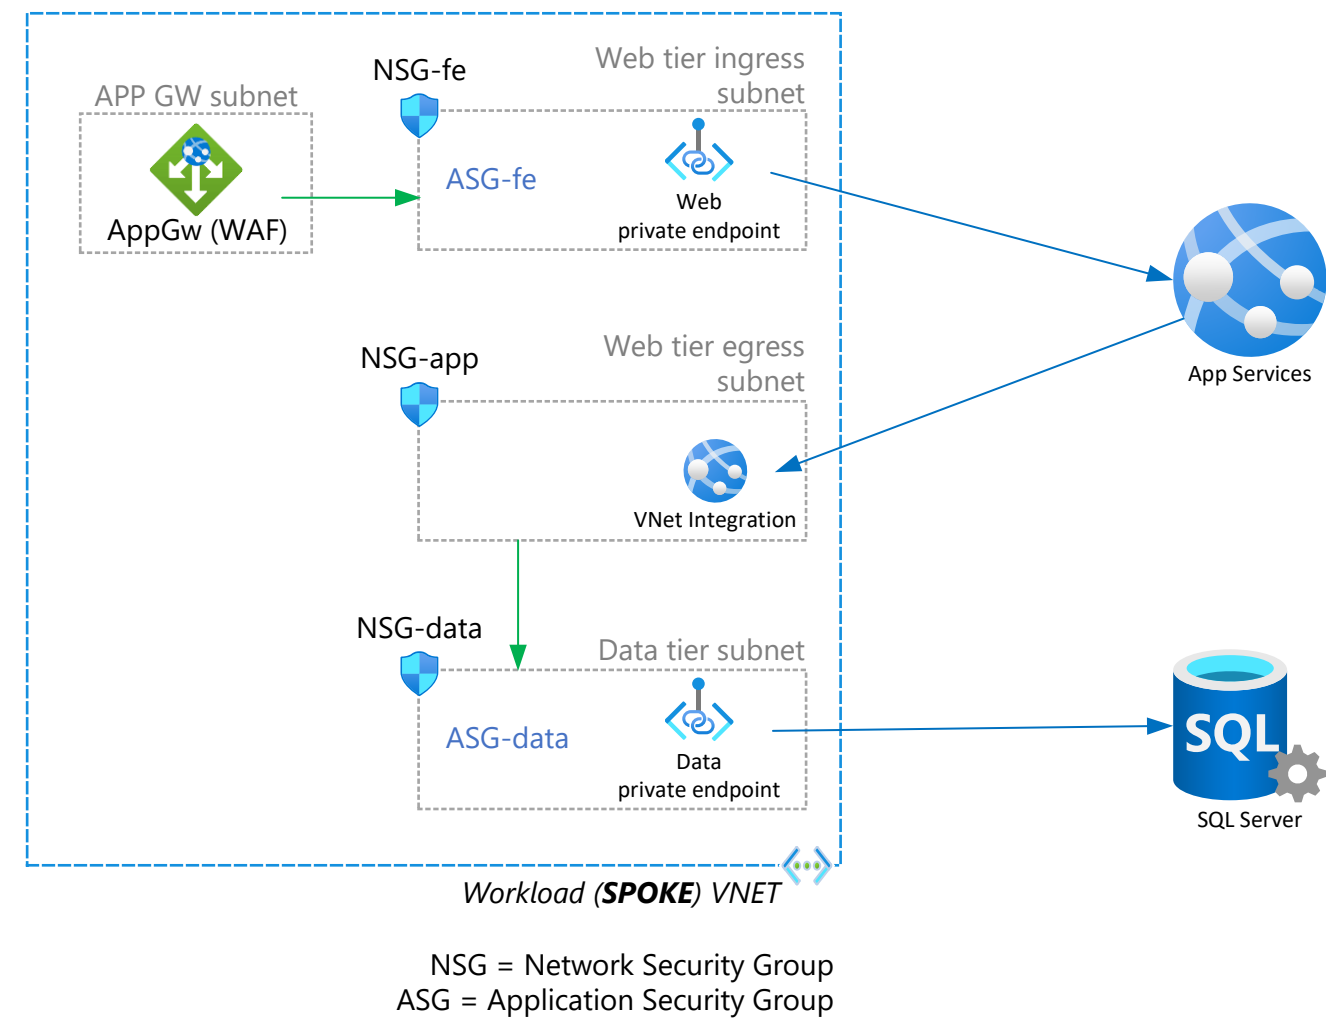 NSG-fe
Web tier ingress
subnet
APP GW subnet
ASG-fe
AppGw (WAF)
Web
private endpoint
NSG-app
Web tier egress
subnet
App Services
VNet Integration
NSG-data
Data tier subnet
ASG-data
Data
private endpoint
SQL
SQL Server
Workload (SPOKE) VNET
NSG = Network Security Group
ASG = Application Security Group